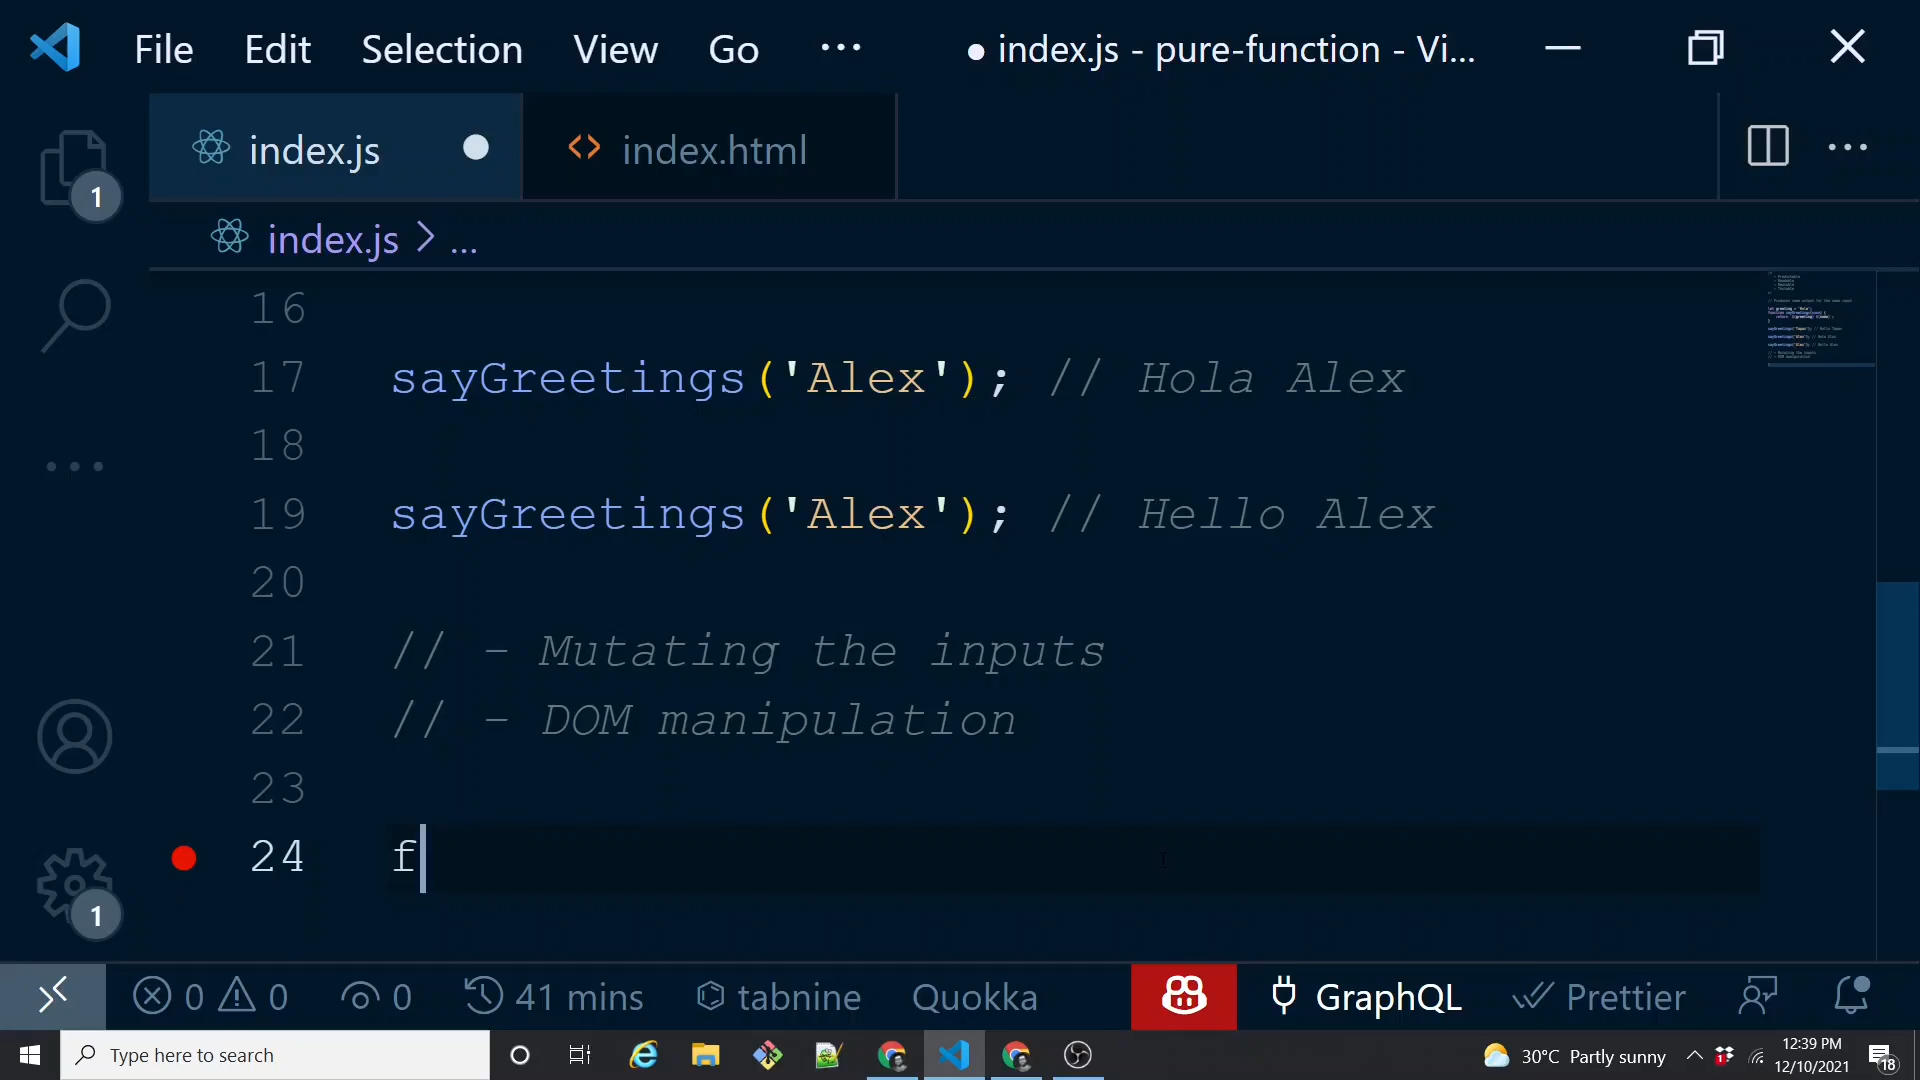 File Edit Selection View Go ··· ● index.js - pure-function - Vi...
index.js index.html
1
index.js > ...
16
17 sayGreetings('Alex'); // Hola Alex
18
19 sayGreetings('Alex'); // Hello Alex
20
21 // - Mutating the inputs
22 // - DOM manipulation
23
24 f
1
0 0 0 41 mins tabnine Quokka GraphQL Prettier
Type here to search 30°C Partly sunny 1 12:39 PM 18
12/10/2021